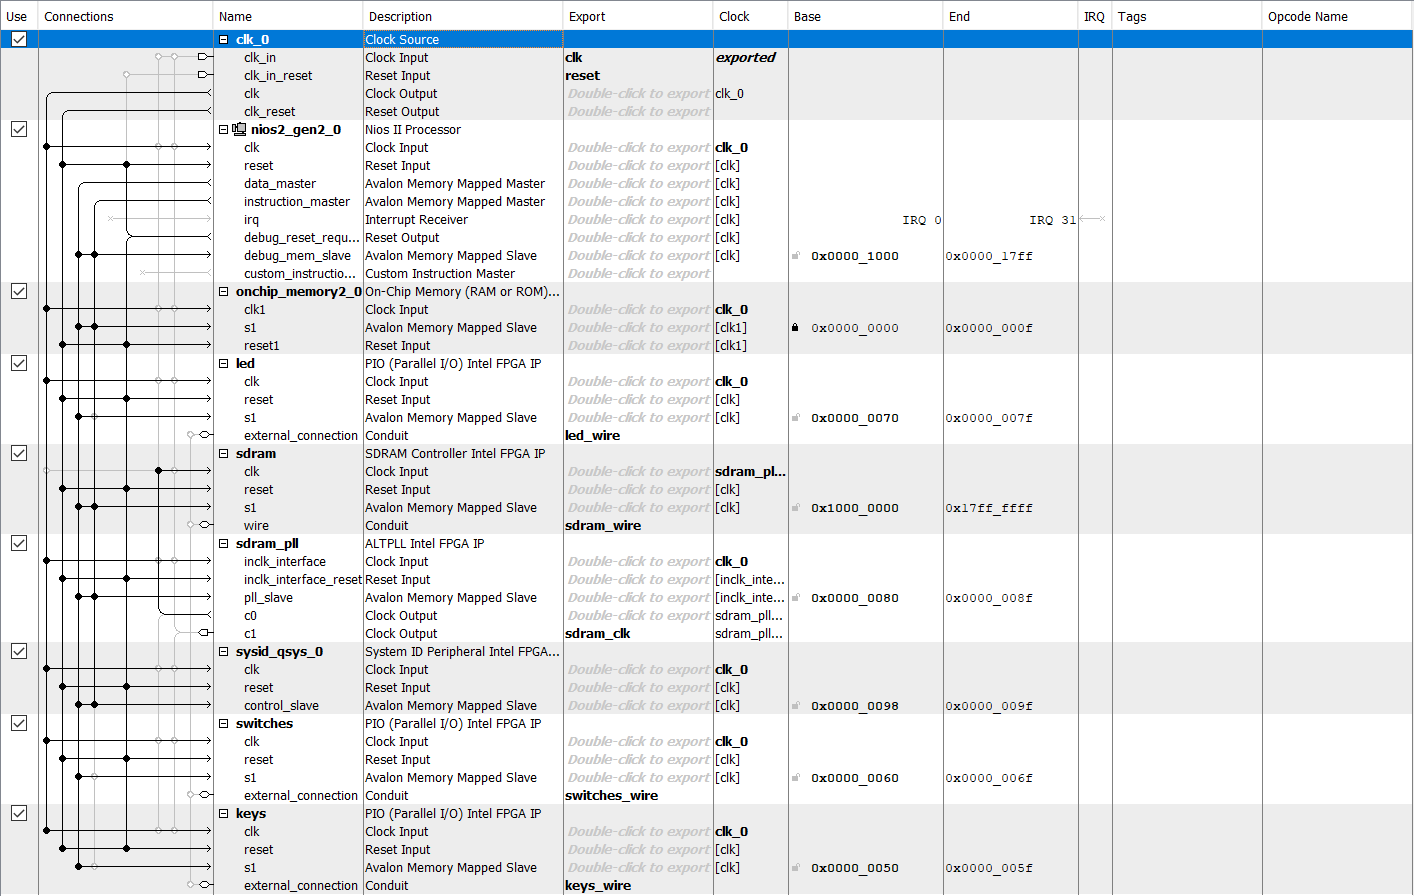 Use Connections Name Description Export Clock Base End IRQ Tags Opcode Name
clk_0 Clock Source
clk_in Clock Input clk exported
clk_in_reset Reset Input reset
clk Clock Output Double-click to export clk_0
clk_reset Reset Output Double-click to export
nios2_gen2_0 Nios II Processor
clk Clock Input Double-click to export clk_0
reset Reset Input Double-click to export [clk]
data_master Avalon Memory Mapped Master Double-click to export [clk]
instruction_master Avalon Memory Mapped Master Double-click to export [clk]
irq Interrupt Receiver Double-click to export [clk] IRQ 0 IRQ 31
debug_reset_requ... Reset Output Double-click to export [clk]
debug_mem_slave Avalon Memory Mapped Slave Double-click to export [clk] 0x0000_1000 0x0000_17ff
custom_instructio... Custom Instruction Master Double-click to export
onchip_memory2_0 On-Chip Memory (RAM or ROM)...
clk1 Clock Input Double-click to export clk_0
s1 Avalon Memory Mapped Slave Double-click to export [clk1] 0x0000_0000 0x0000_000f
reset1 Reset Input Double-click to export [clk1]
led PIO (Parallel I/O) Intel FPGA IP
clk Clock Input Double-click to export clk_0
reset Reset Input Double-click to export [clk]
s1 Avalon Memory Mapped Slave Double-click to export [clk] 0x0000_0070 0x0000_007f
external_connection Conduit led_wire
sdram SDRAM Controller Intel FPGA IP
clk Clock Input Double-click to export sdram_pl...
reset Reset Input Double-click to export [clk]
s1 Avalon Memory Mapped Slave Double-click to export [clk] 0x1000_0000 0x17ff_ffff
wire Conduit sdram_wire
sdram_pll ALTPLL Intel FPGA IP
inclk_interface Clock Input Double-click to export clk_0
inclk_interface_reset Reset Input Double-click to export [inclk_inte...
pll_slave Avalon Memory Mapped Slave Double-click to export [inclk_inte... 0x0000_0080 0x0000_008f
c0 Clock Output Double-click to export sdram_pll...
c1 Clock Output sdram_clk sdram_pll...
sysid_qsys_0 System ID Peripheral Intel FPGA...
clk Clock Input Double-click to export clk_0
reset Reset Input Double-click to export [clk]
control_slave Avalon Memory Mapped Slave Double-click to export [clk] 0x0000_0098 0x0000_009f
switches PIO (Parallel I/O) Intel FPGA IP
clk Clock Input Double-click to export clk_0
reset Reset Input Double-click to export [clk]
s1 Avalon Memory Mapped Slave Double-click to export [clk] 0x0000_0060 0x0000_006f
external_connection Conduit switches_wire
keys PIO (Parallel I/O) Intel FPGA IP
clk Clock Input Double-click to export clk_0
reset Reset Input Double-click to export [clk]
s1 Avalon Memory Mapped Slave Double-click to export [clk] 0x0000_0050 0x0000_005f
external_connection Conduit keys_wire